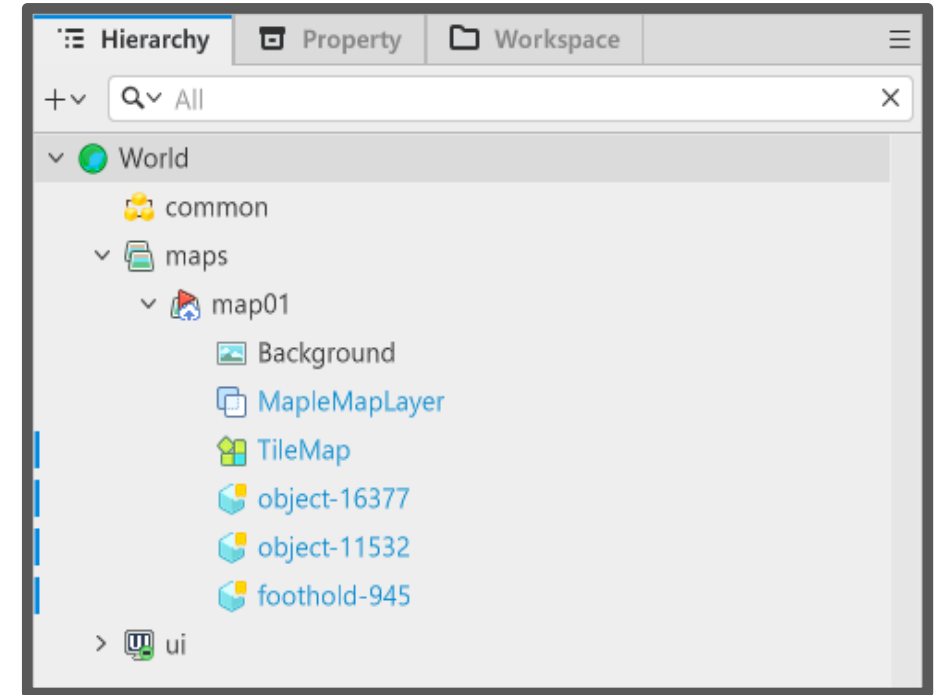 Hierarchy Property Workspace
All
World
common
maps
map01
Background
MapleMapLayer
TileMap
object-16377
object-11532
foothold-945
ui